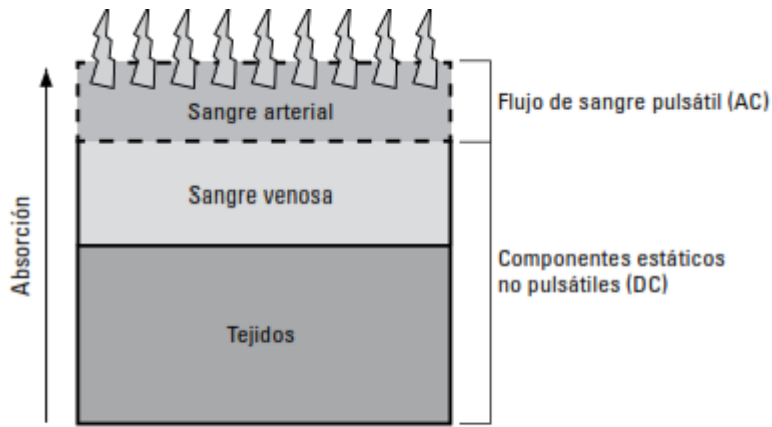 Sangre arterial
Flujo de sangre pulsátil (AC)
Sangre venosa
Absorción
Componentes estáticos
no pulsátiles (DC)
Tejidos